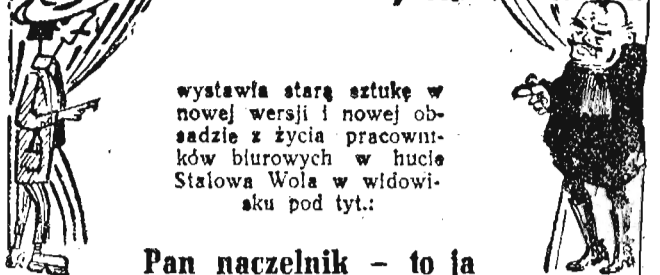 wystawia starą sztukę w
nowej wersji i nowej ob-
sadzie z życia pracowni-
ków biurowych w hucie
Stalowa Wola w widowi-
sku pod tyt.:
Pan naczelnik – to ja